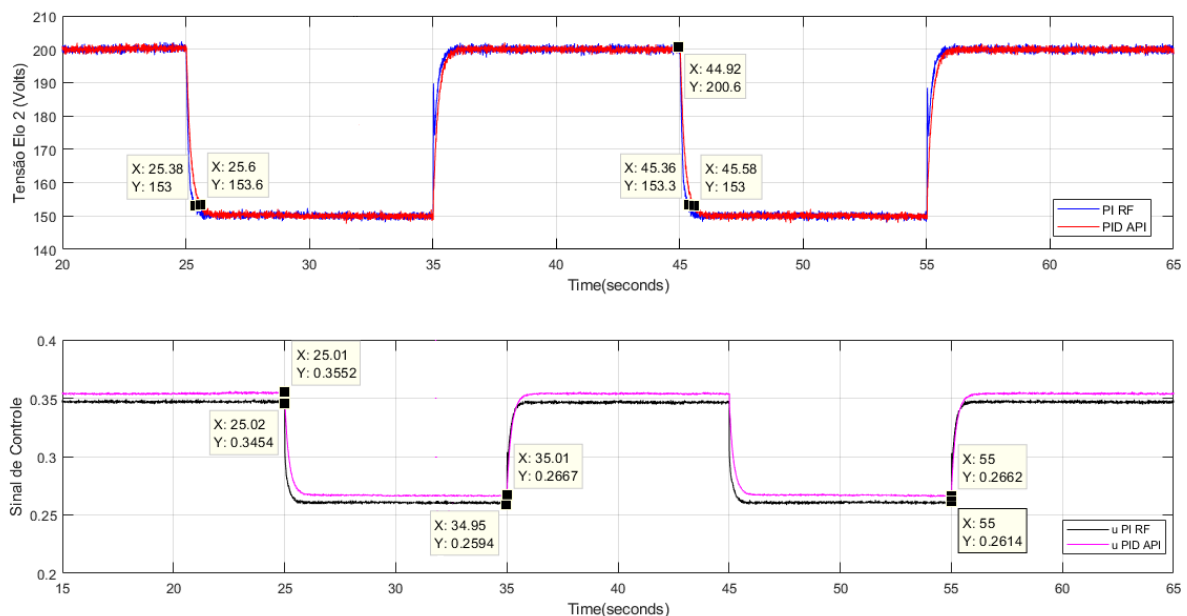 210
200
190
180
170
160
150
140
Tensão Elo 2 (Volts)
X: 25.38
Y: 153
X: 25.6
Y: 153.6
X: 44.92
Y: 200.6
X: 45.36
Y: 153.3
X: 45.58
Y: 153
PI RF
PID API
20
25
30
35
40
45
50
55
60
65
Time(seconds)
0.4
0.35
0.3
0.25
0.2
Sinal de Controle
X: 25.01
Y: 0.3552
X: 25.02
Y: 0.3454
X: 35.01
Y: 0.2667
X: 34.95
Y: 0.2594
X: 55
Y: 0.2662
X: 55
Y: 0.2614
u PI RF
u PID API
15
20
25
30
35
40
45
50
55
60
65
Time(seconds)